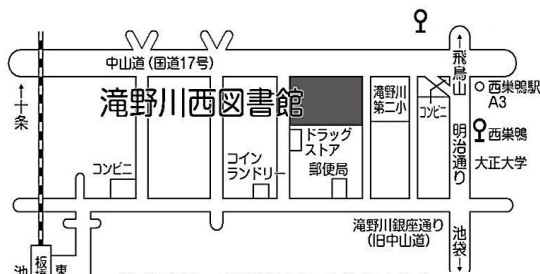 中山道（国道17号）
↑飛鳥山
西巣鴨駅
A3
滝野川西図書館
滝野川
第二小
コンビニ
←十条
ドラッグ
ストア
西巣鴨
明治通り
大正大学
コンビニ
コイン
ランドリー
郵便局
滝野川銀座通り
（旧中山道）
池袋↓
池
板
東